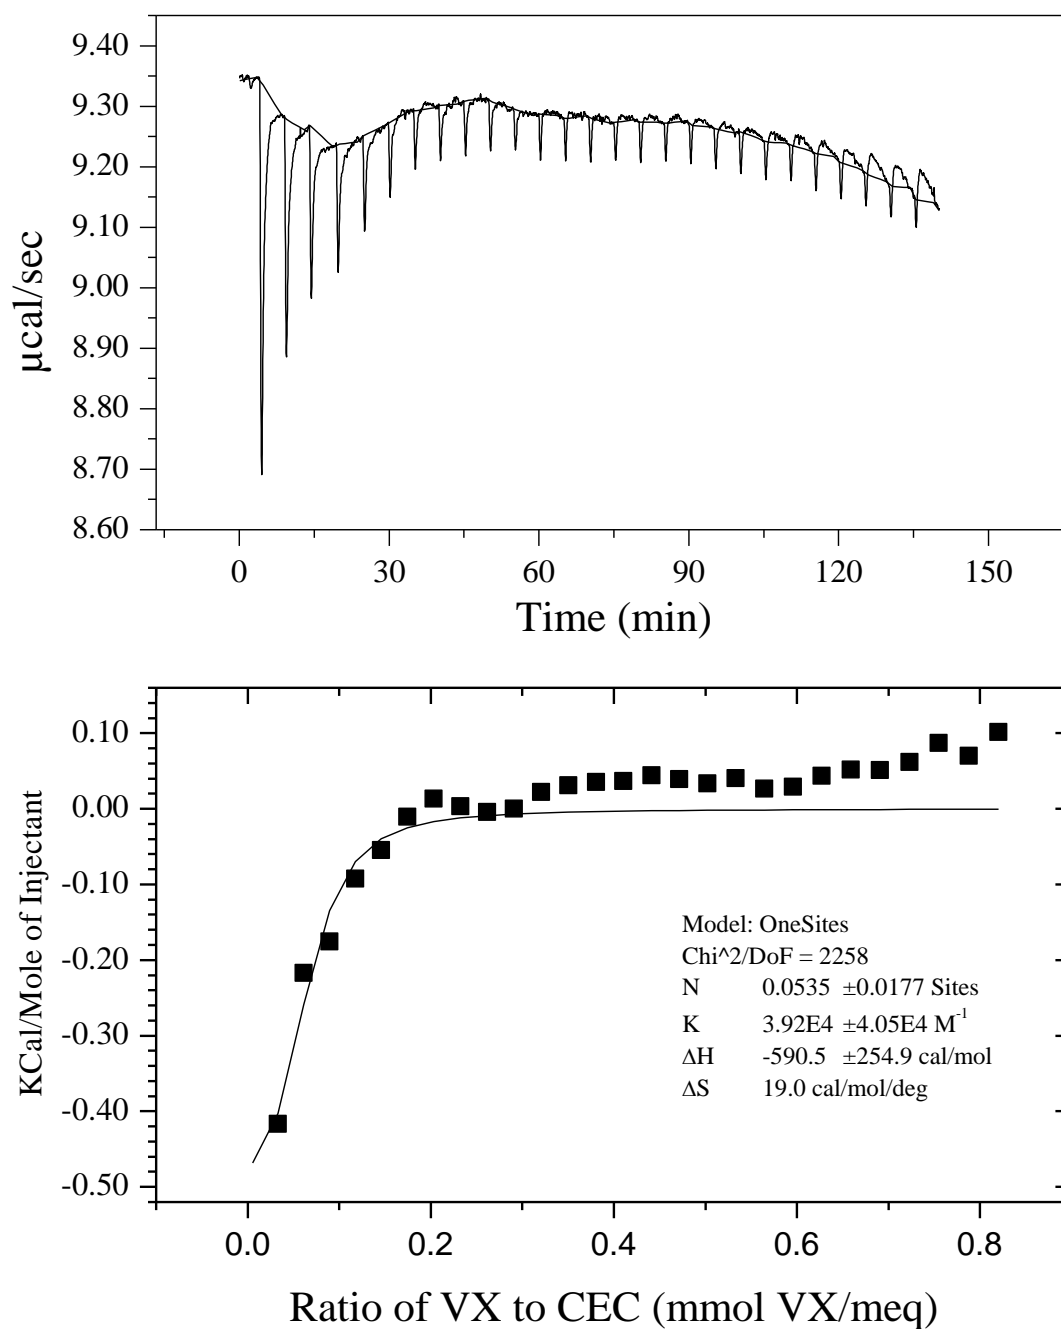 9.40
9.30
9.20
9.10
9.00
8.90
8.80
8.70
8.60
µcal/sec
0 30 60 90 120 150
Time (min)
0.10
0.00
-0.10
-0.20
-0.30
-0.40
-0.50
KCal/Mole of Injectant
Model: OneSites
Chi^2/DoF = 2258
N 0.0535 ±0.0177 Sites
K 3.92E4 ±4.05E4 M⁻¹
ΔH -590.5 ±254.9 cal/mol
ΔS 19.0 cal/mol/deg
0.0 0.2 0.4 0.6 0.8
Ratio of VX to CEC (mmol VX/meq)